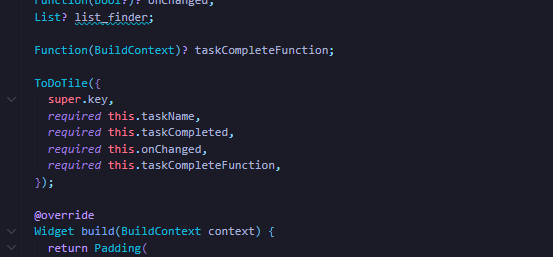 Function(bool?)? onChanged;
List? list_finder;
Function(BuildContext)? taskCompleteFunction;
ToDoTile({
super.key,
required this.taskName,
required this.taskCompleted,
required this.onChanged,
required this.taskCompleteFunction,
});
@override
Widget build(BuildContext context) {
return Padding(